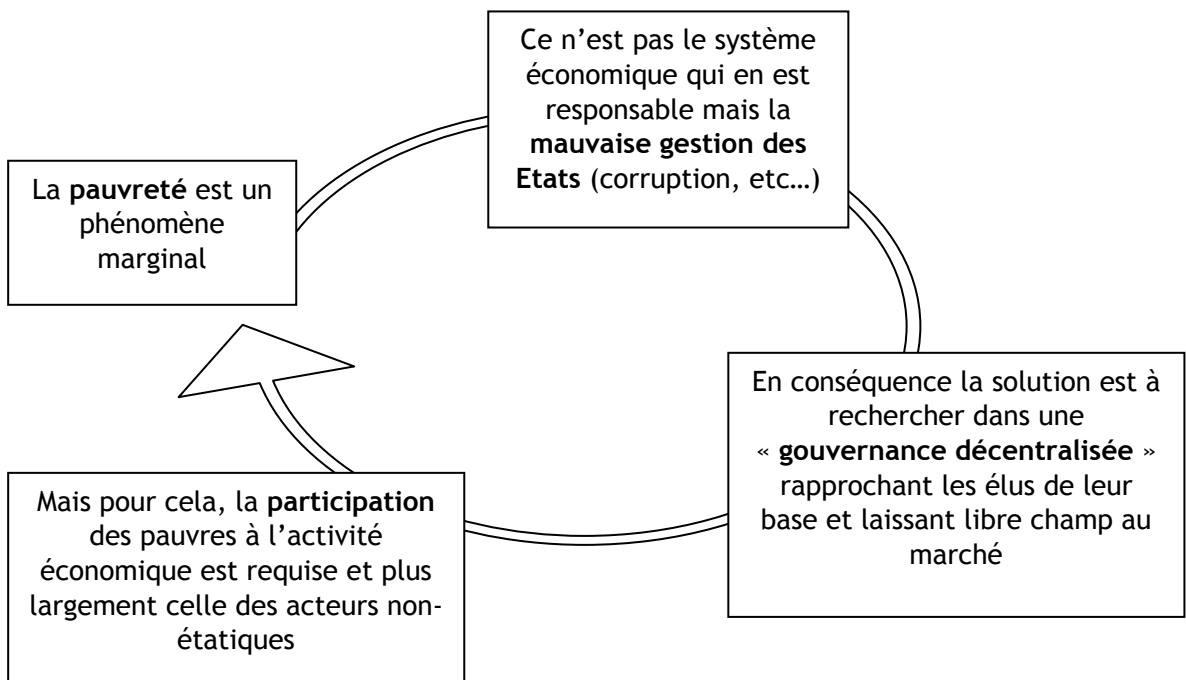 La pauvreté est un
phénomène
marginal
Ce n’est pas le système
économique qui en est
responsable mais la
mauvaise gestion des
Etats (corruption, etc…)
En conséquence la solution est à
rechercher dans une
« gouvernance décentralisée »
rapprochant les élus de leur
base et laissant libre champ au
marché
Mais pour cela, la participation
des pauvres à l’activité
économique est requise et plus
largement celle des acteurs non-
étatiques